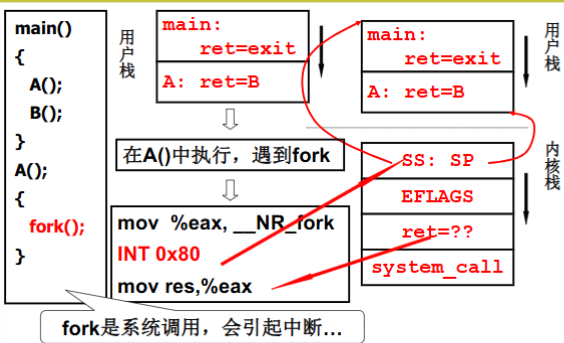 main()
{
A();
B();
}
A();
{
fork();
}
用户栈
main:
ret=exit
A: ret=B
在A()中执行，遇到fork
mov %eax, __NR_fork
INT 0x80
mov res,%eax
main:
ret=exit
A: ret=B
用户栈
SS: SP
EFLAGS
ret=??
system_call
内核栈
fork是系统调用，会引起中断...